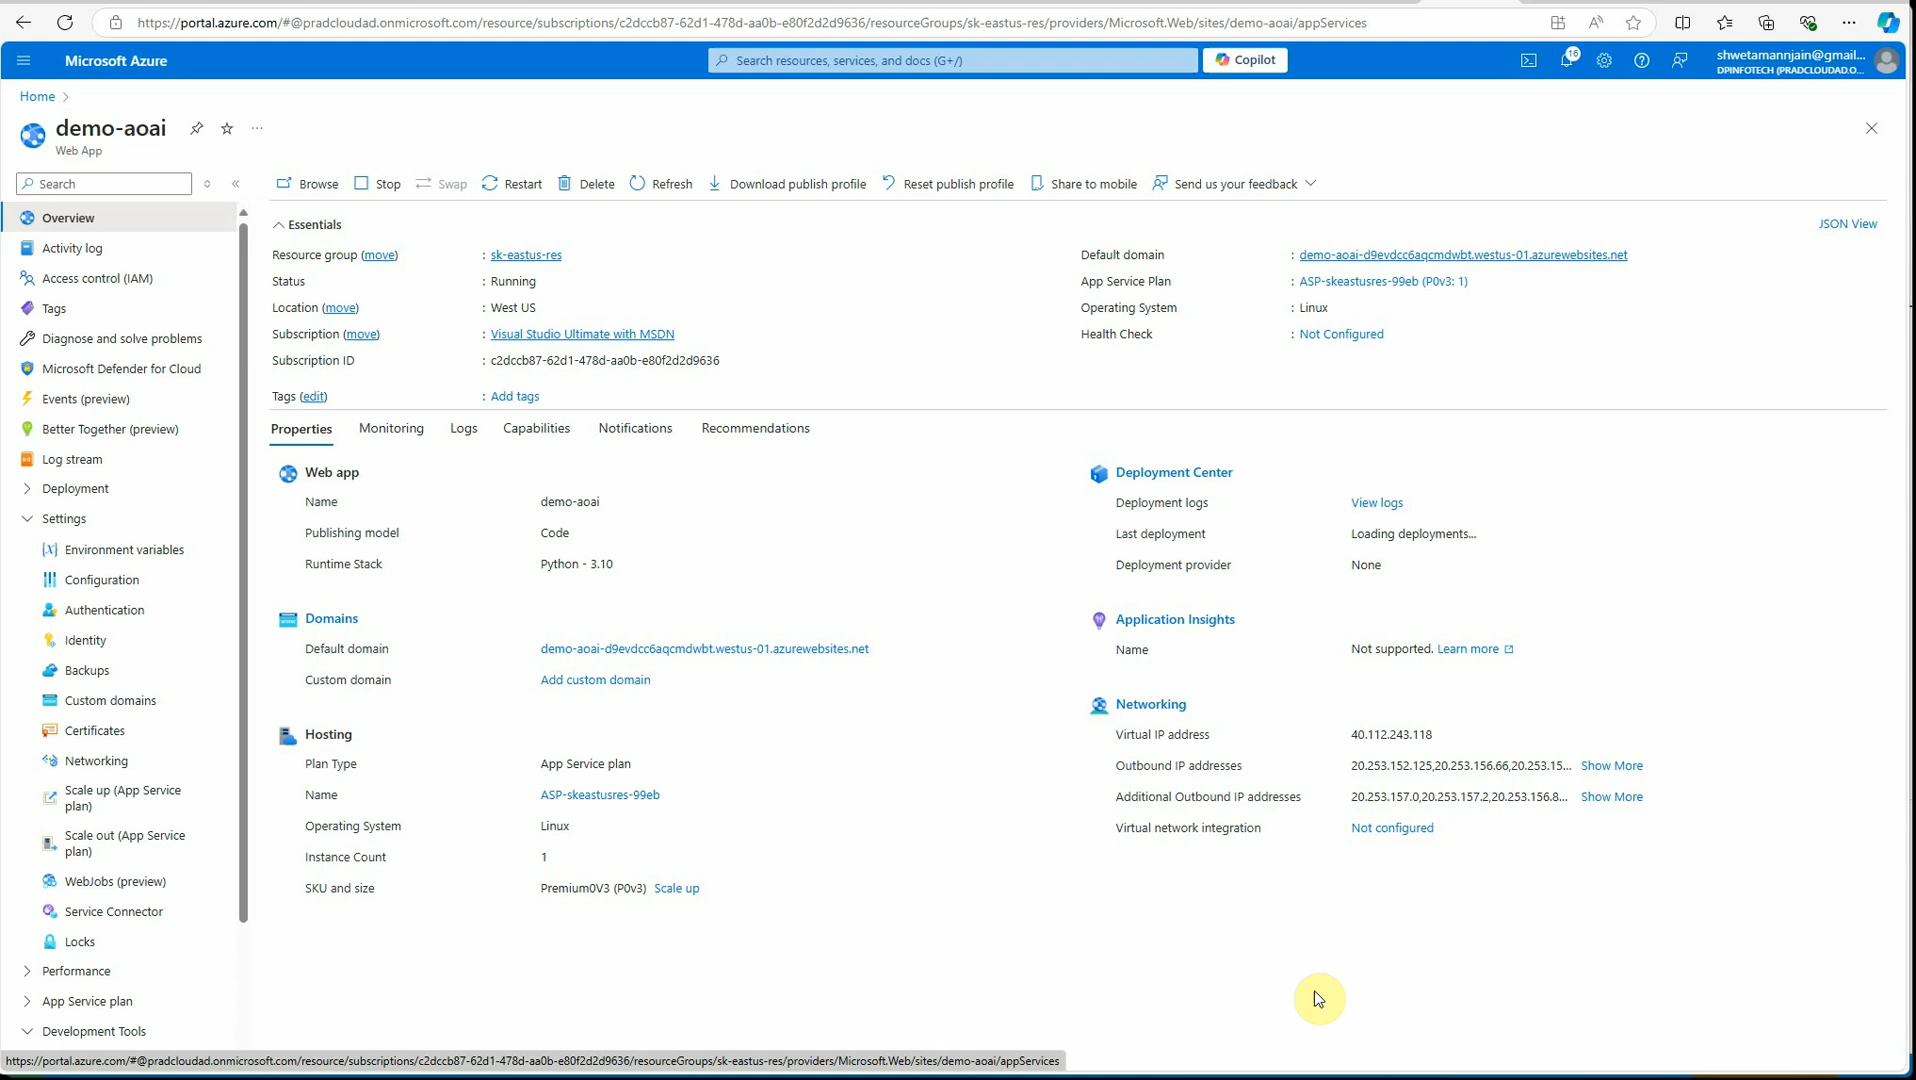 https://portal.azure.com/#@pradcloudad.onmicrosoft.com/resource/subscriptions/c2dccb87-62d1-478d-aa0b-e80f2d2d9636/resourceGroups/sk-eastus-res/providers/Microsoft.Web/sites/demo-aoai/appServices
Microsoft Azure
Search resources, services, and docs (G+/)
Copilot
16
shwetamannjain@gmail...
DPINFOTECH (PRADCLOUDAD.O...
Home >
demo-aoai
Web App
Search
Browse
Stop
Swap
Restart
Delete
Refresh
Download publish profile
Reset publish profile
Share to mobile
Send us your feedback
Overview
Activity log
Access control (IAM)
Tags
Diagnose and solve problems
Microsoft Defender for Cloud
Events (preview)
Better Together (preview)
Log stream
Deployment
Settings
Environment variables
Configuration
Authentication
Identity
Backups
Custom domains
Certificates
Networking
Scale up (App Service
plan)
Scale out (App Service
plan)
WebJobs (preview)
Service Connector
Locks
Performance
App Service plan
Development Tools
Essentials
JSON View
Resource group (move) : sk-eastus-res
Status : Running
Location (move) : West US
Subscription (move) : Visual Studio Ultimate with MSDN
Subscription ID : c2dccb87-62d1-478d-aa0b-e80f2d2d9636
Tags (edit) : Add tags
Default domain : demo-aoai-d9evdcc6aqcmdwbt.westus-01.azurewebsites.net
App Service Plan : ASP-skeastusres-99eb (P0v3: 1)
Operating System : Linux
Health Check : Not Configured
Properties
Monitoring
Logs
Capabilities
Notifications
Recommendations
Web app
Name demo-aoai
Publishing model Code
Runtime Stack Python - 3.10
Domains
Default domain demo-aoai-d9evdcc6aqcmdwbt.westus-01.azurewebsites.net
Custom domain Add custom domain
Hosting
Plan Type App Service plan
Name ASP-skeastusres-99eb
Operating System Linux
Instance Count 1
SKU and size Premium0V3 (P0v3) Scale up
Deployment Center
Deployment logs View logs
Last deployment Loading deployments...
Deployment provider None
Application Insights
Name Not supported. Learn more
Networking
Virtual IP address 40.112.243.118
Outbound IP addresses 20.253.152.125,20.253.156.66,20.253.15... Show More
Additional Outbound IP addresses 20.253.157.0,20.253.157.2,20.253.156.8... Show More
Virtual network integration Not configured
https://portal.azure.com/#@pradcloudad.onmicrosoft.com/resource/subscriptions/c2dccb87-62d1-478d-aa0b-e80f2d2d9636/resourceGroups/sk-eastus-res/providers/Microsoft.Web/sites/demo-aoai/appServices